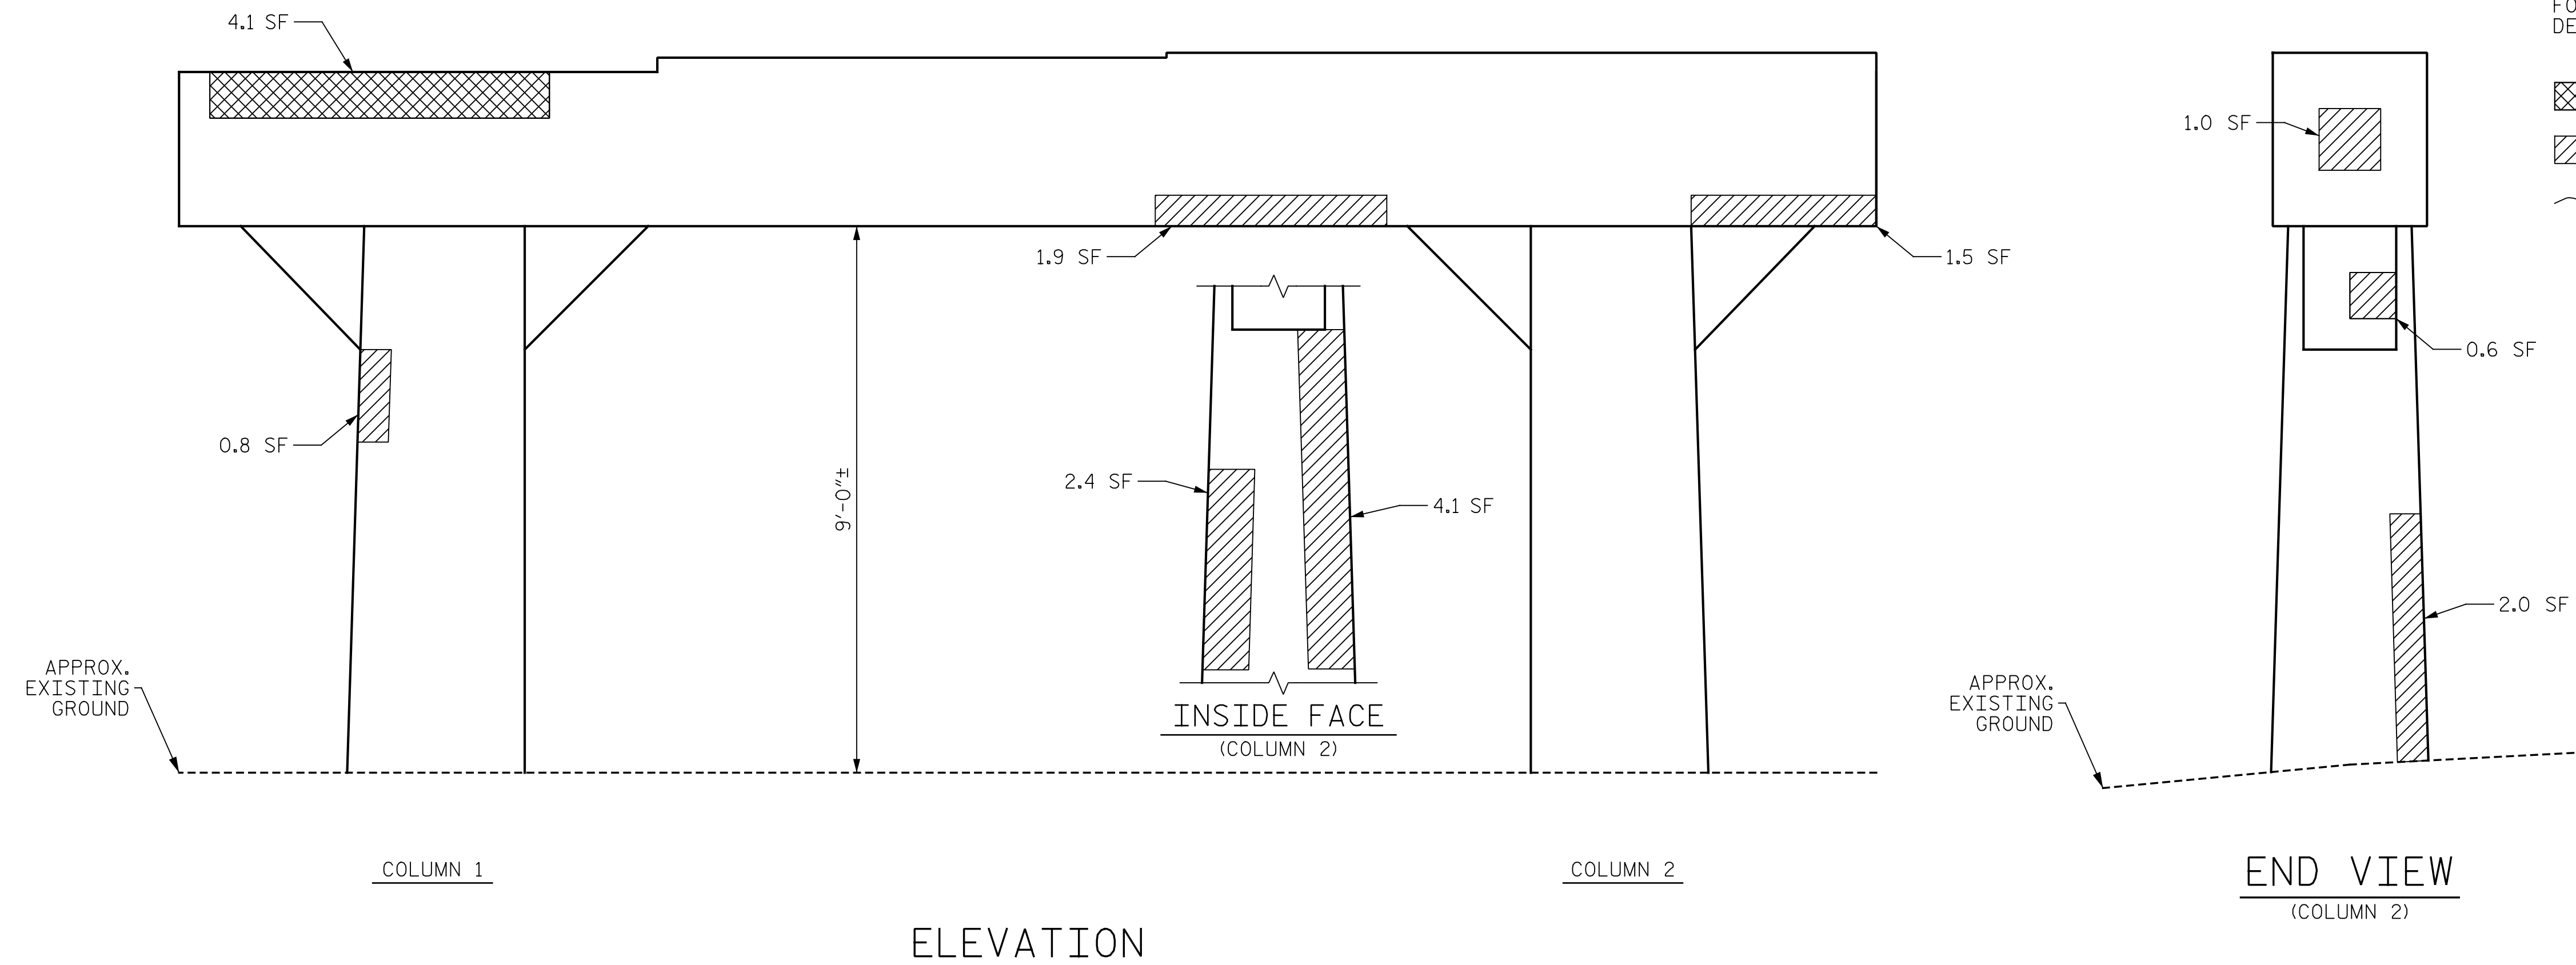 4.1 SF
FO
DE
1.0 SF
1.9 SF
1.5 SF
0.6 SF
0.8 SF
9'-0"±
2.4 SF
4.1 SF
2.0 SF
APPROX.
EXISTING
GROUND
INSIDE FACE
(COLUMN 2)
APPROX.
EXISTING
GROUND
COLUMN 1
COLUMN 2
END VIEW
(COLUMN 2)
ELEVATION